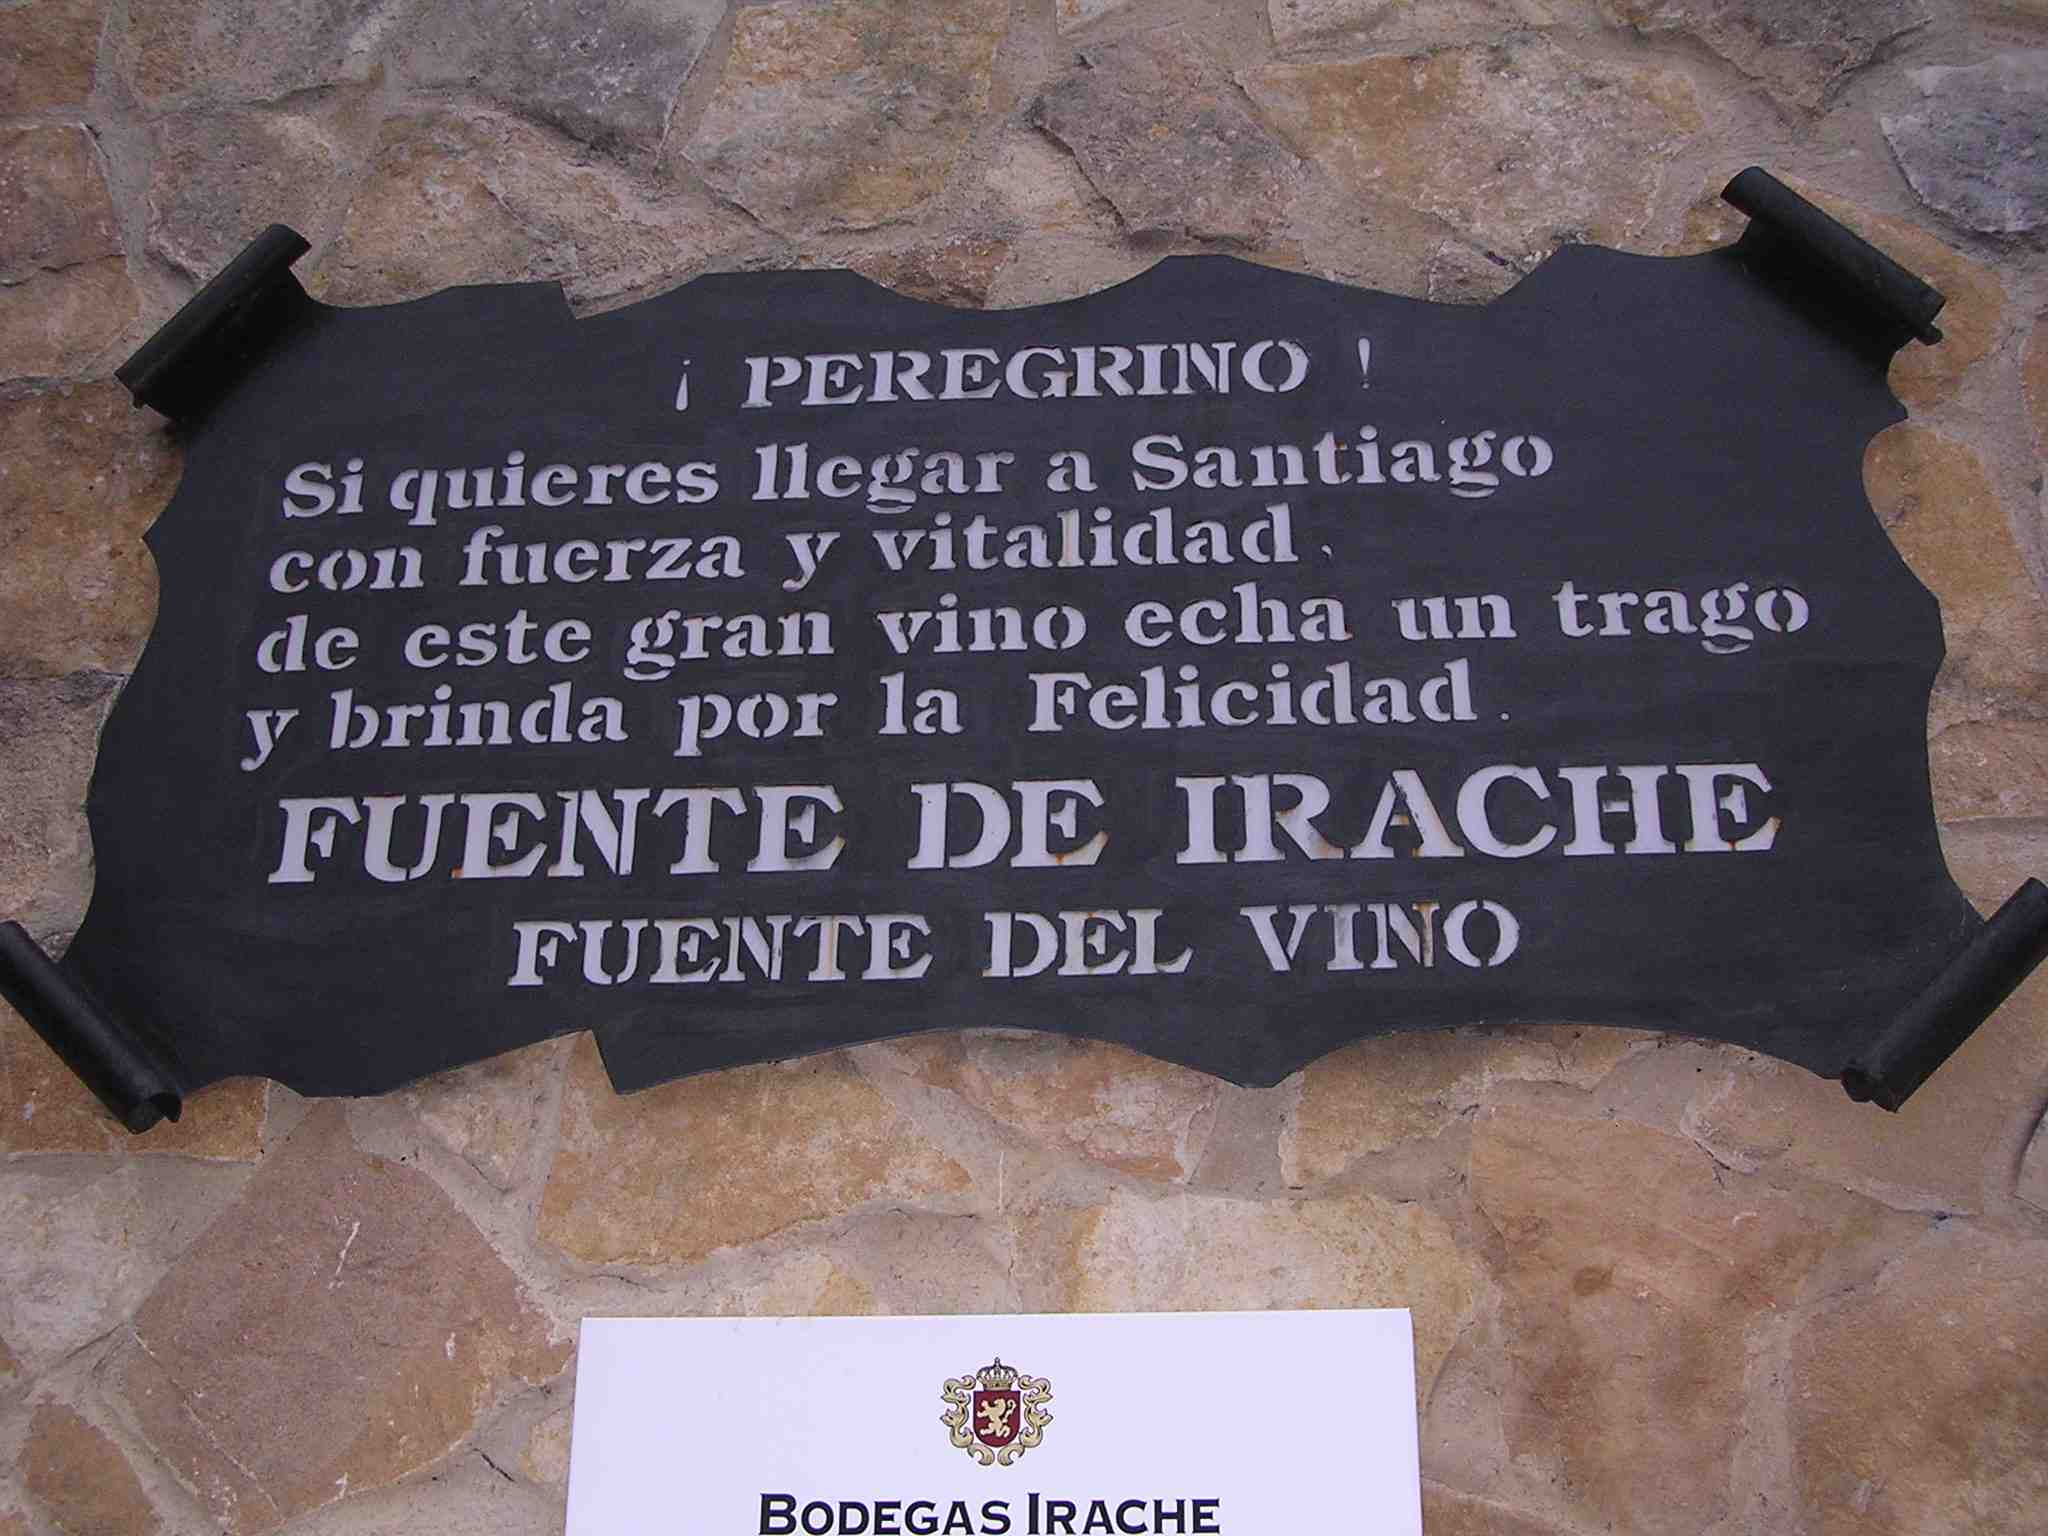 ¡ PEREGRINO !
Si quieres llegar a Santiago
con fuerza y vitalidad,
de este gran vino echa un trago
y brinda por la Felicidad.
FUENTE DE IRACHE
FUENTE DEL VINO
BODEGAS IRACHE